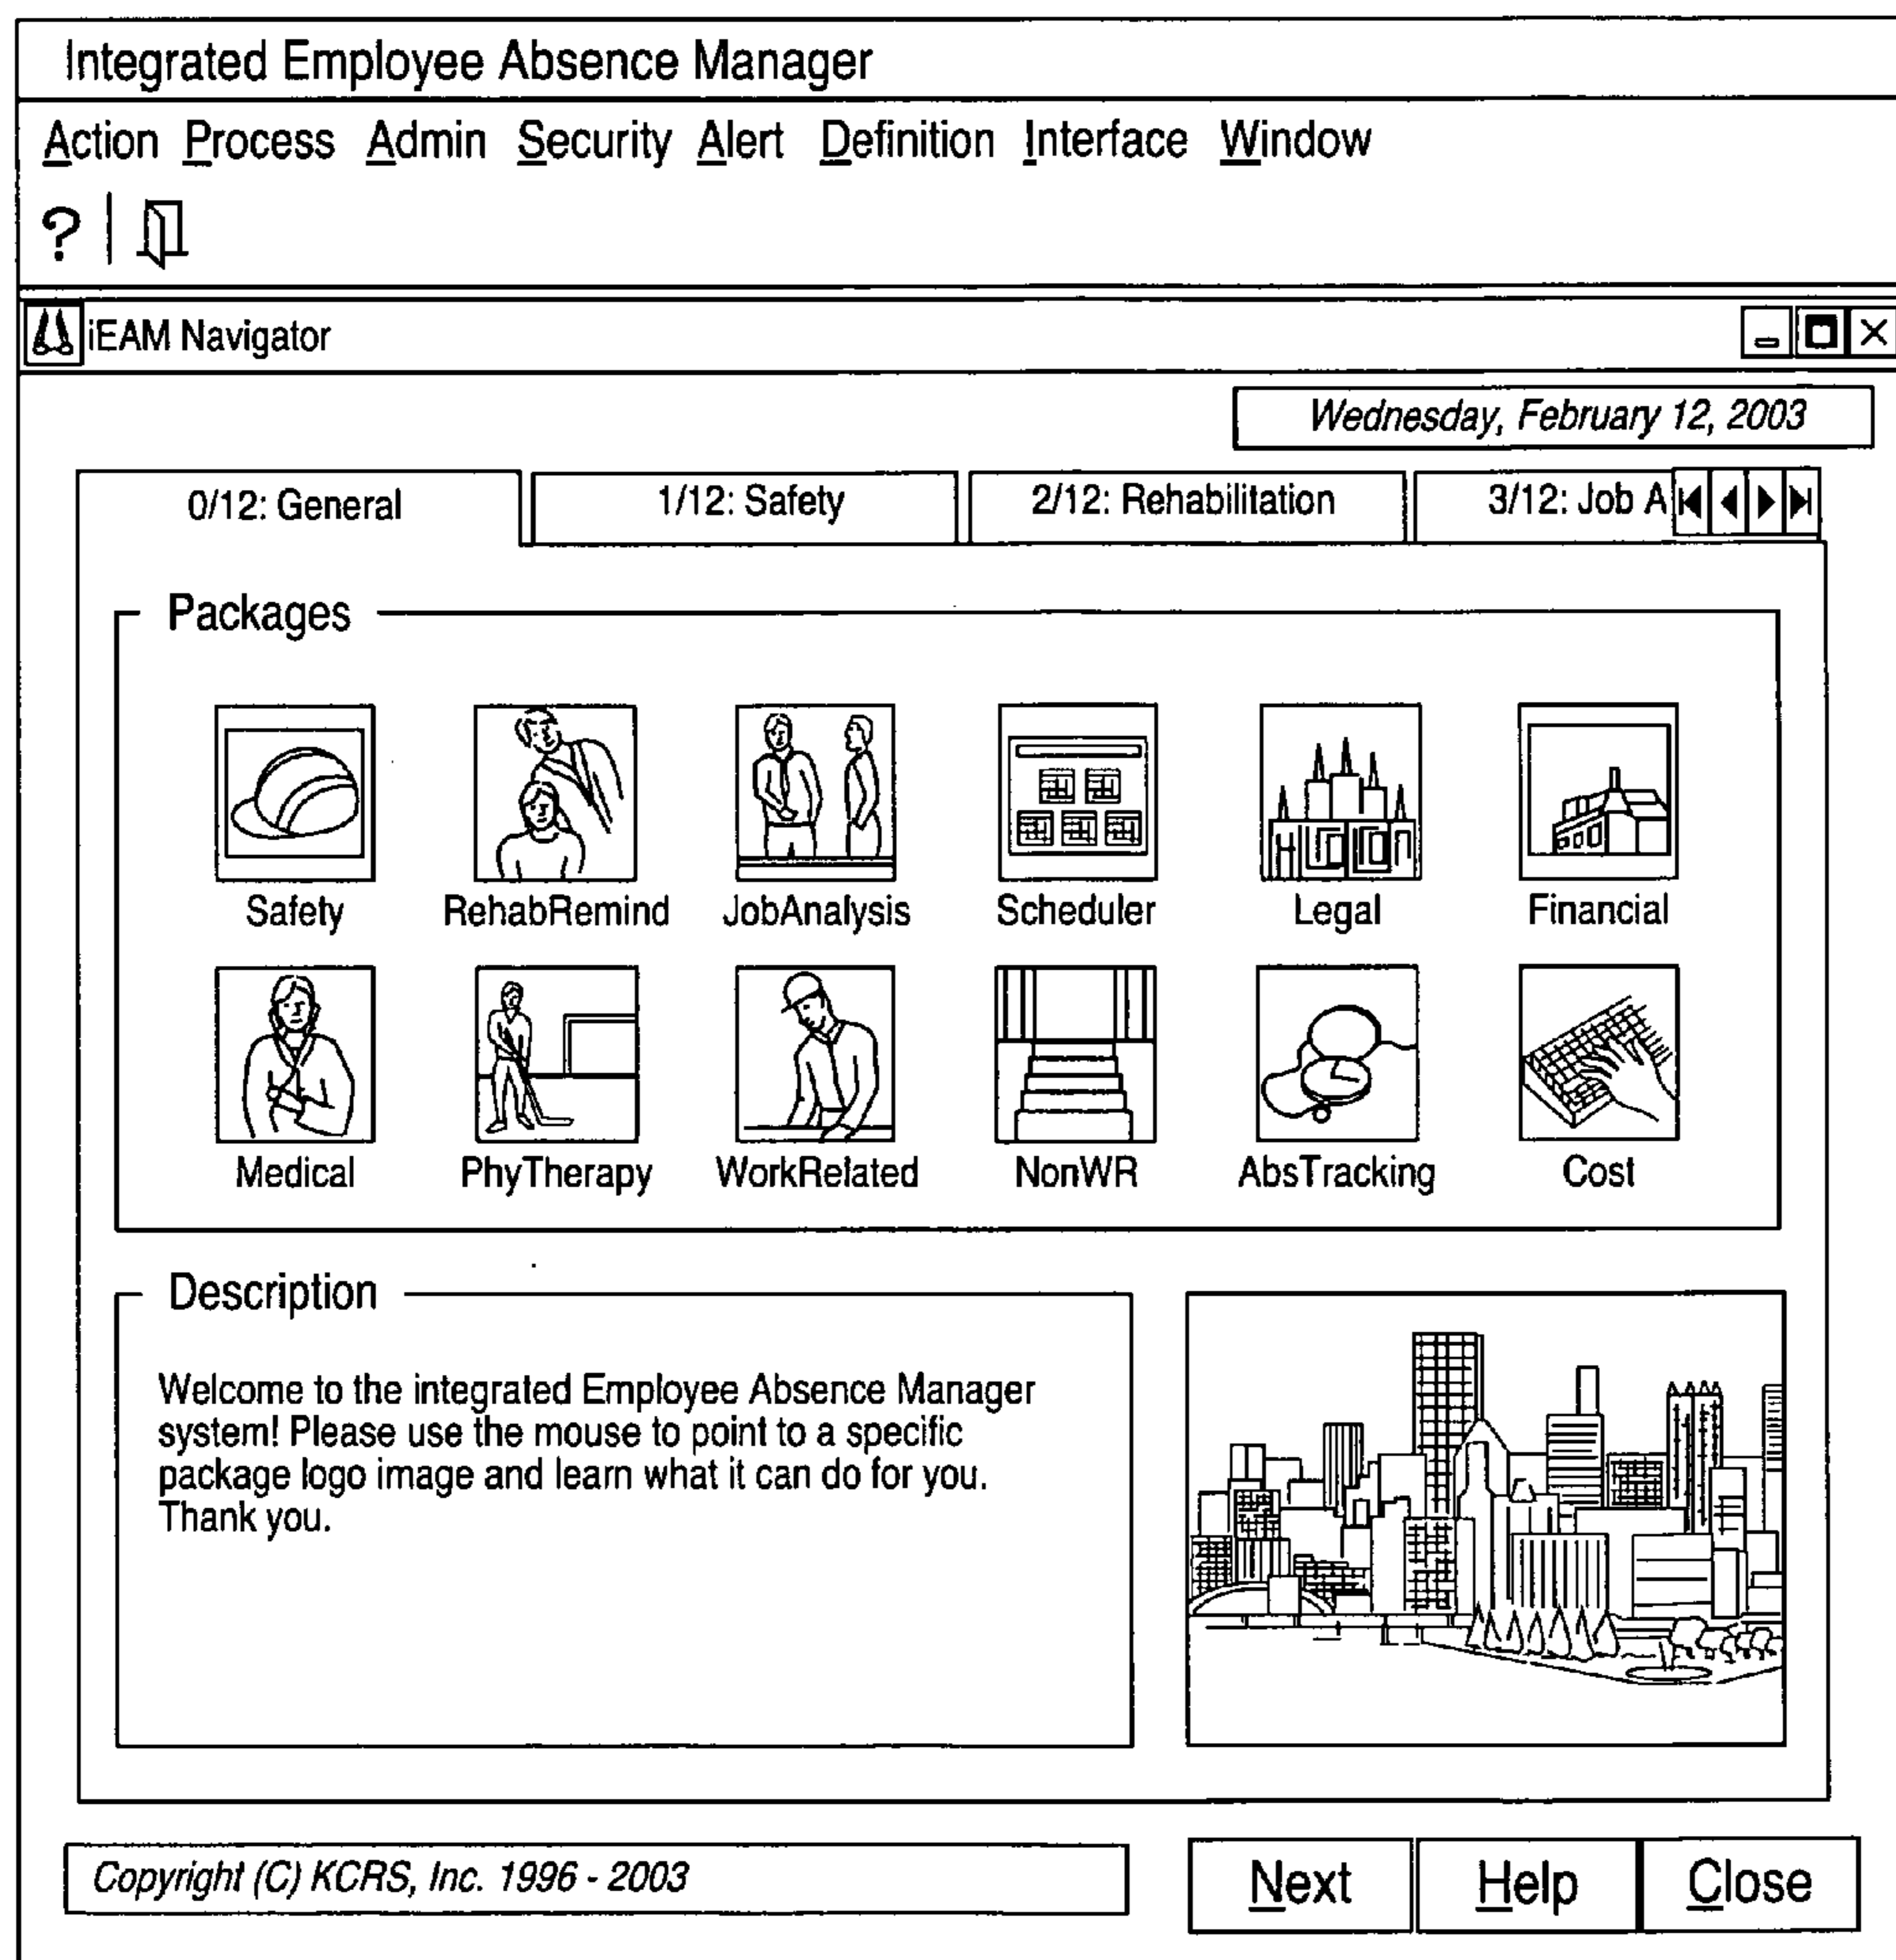 Integrated Employee Absence Manager
Action Process Admin Security Alert Definition Interface Window
?
iEAM Navigator
Wednesday, February 12, 2003
0/12: General 1/12: Safety 2/12: Rehabilitation 3/12: Job A
Packages
Safety RehabRemind JobAnalysis Scheduler Legal Financial
Medical PhyTherapy WorkRelated NonWR AbsTracking Cost
Description
Welcome to the integrated Employee Absence Manager
system! Please use the mouse to point to a specific
package logo image and learn what it can do for you.
Thank you.
Copyright (C) KCRS, Inc. 1996 - 2003
Next Help Close